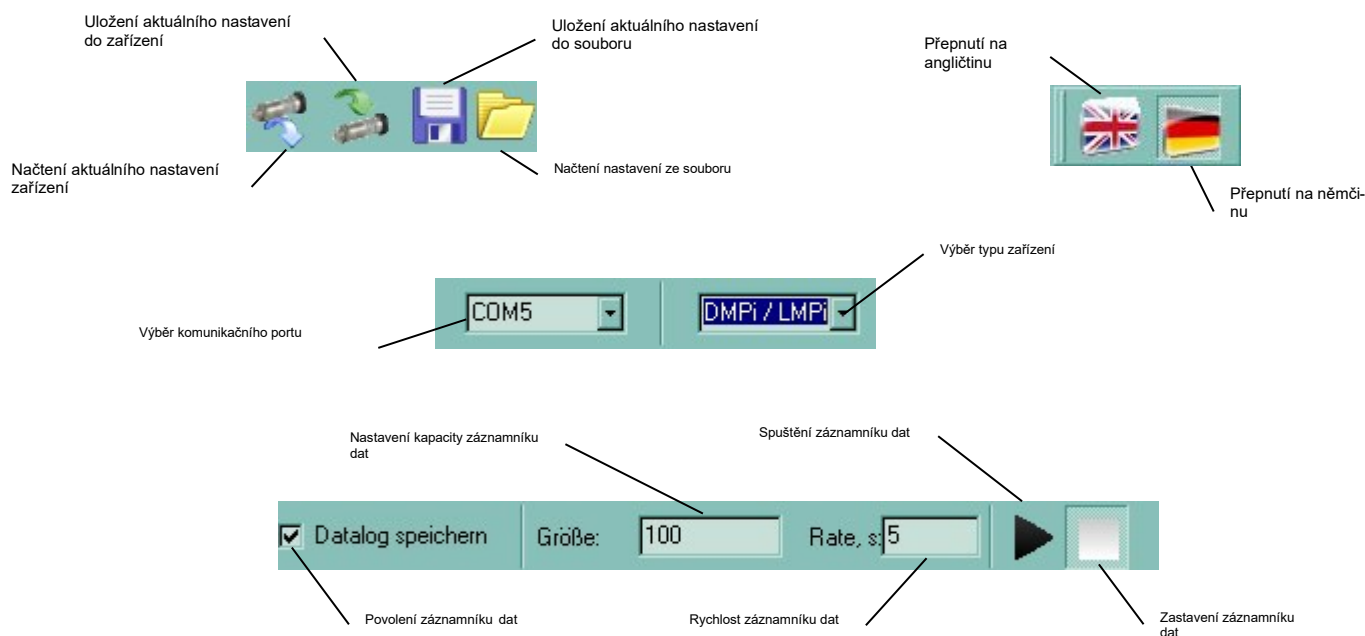 Uložení aktuálního nastavení
do zařízení
Uložení aktuálního nastavení
do souboru
Přepnutí na
angličtinu
Načtení aktuálního nastavení
zařízení
Načtení nastavení ze souboru
Přepnutí na němči-
nu
Výběr typu zařízení
COM5
DMPi / LMPi
Výběr komunikačního portu
Nastavení kapacity záznamníku
dat
Spuštění záznamníku dat
Datalog speichern
Größe:
100
Rate, s:
5
Povolení záznamníku dat
Rychlost záznamníku dat
Zastavení záznamníku
dat